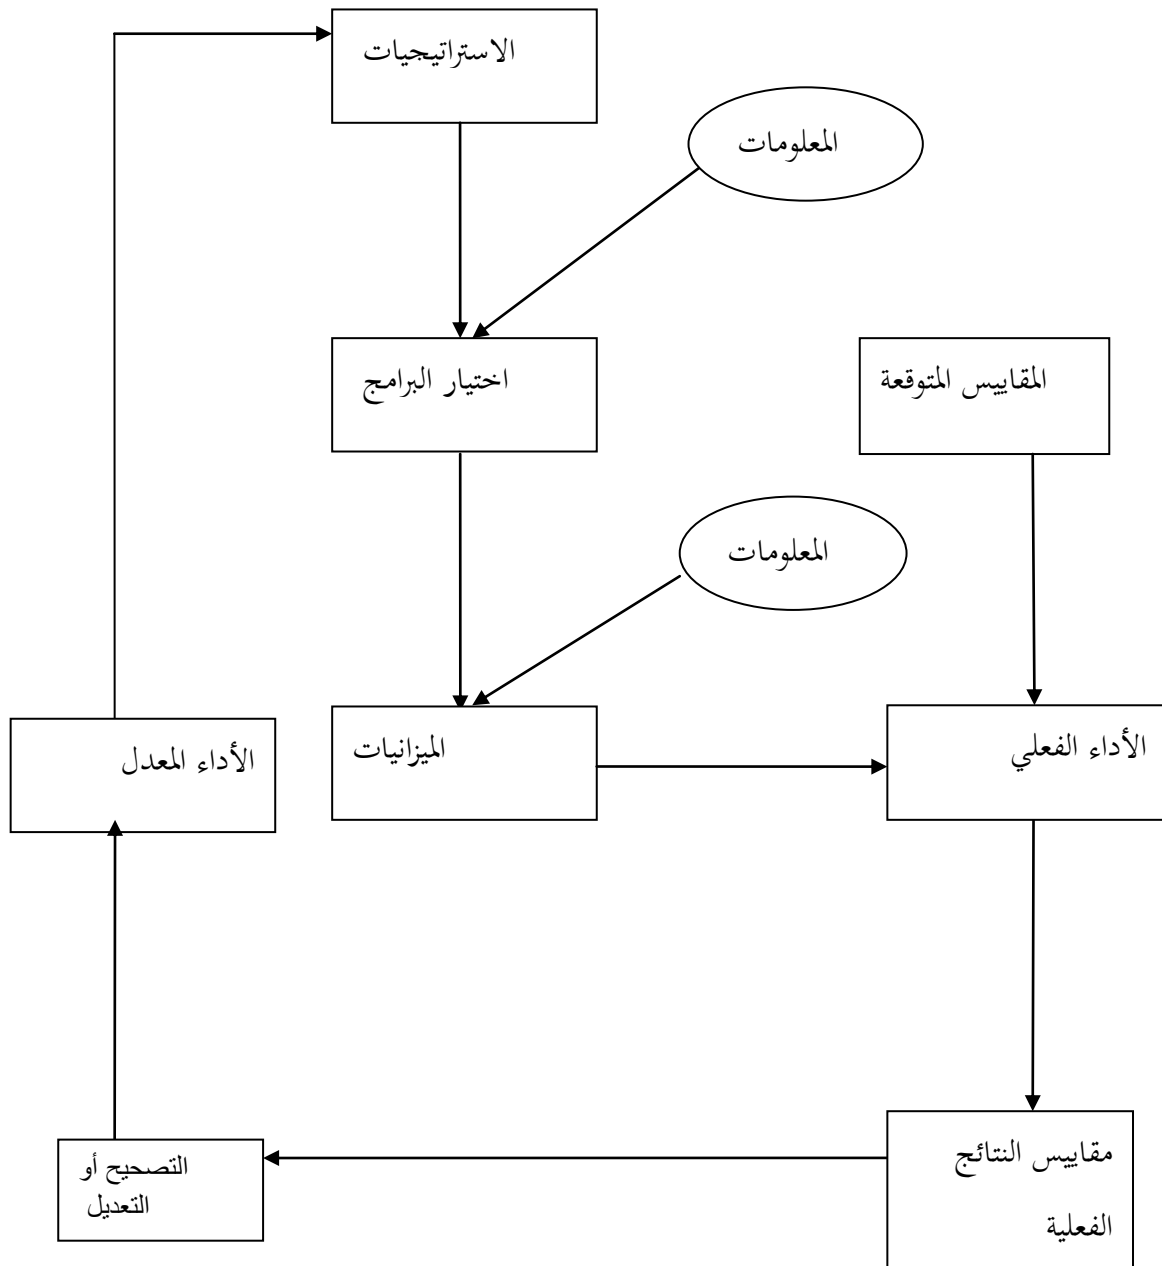 الاستراتيجيات
المعلومات
اختيار البرامج
المقاييس المتوقعة
المعلومات
الميزانيات
الأداء الفعلي
الأداء المعدل
مقاييس النتائج
الفعلية
التصحيح أو
التعديل